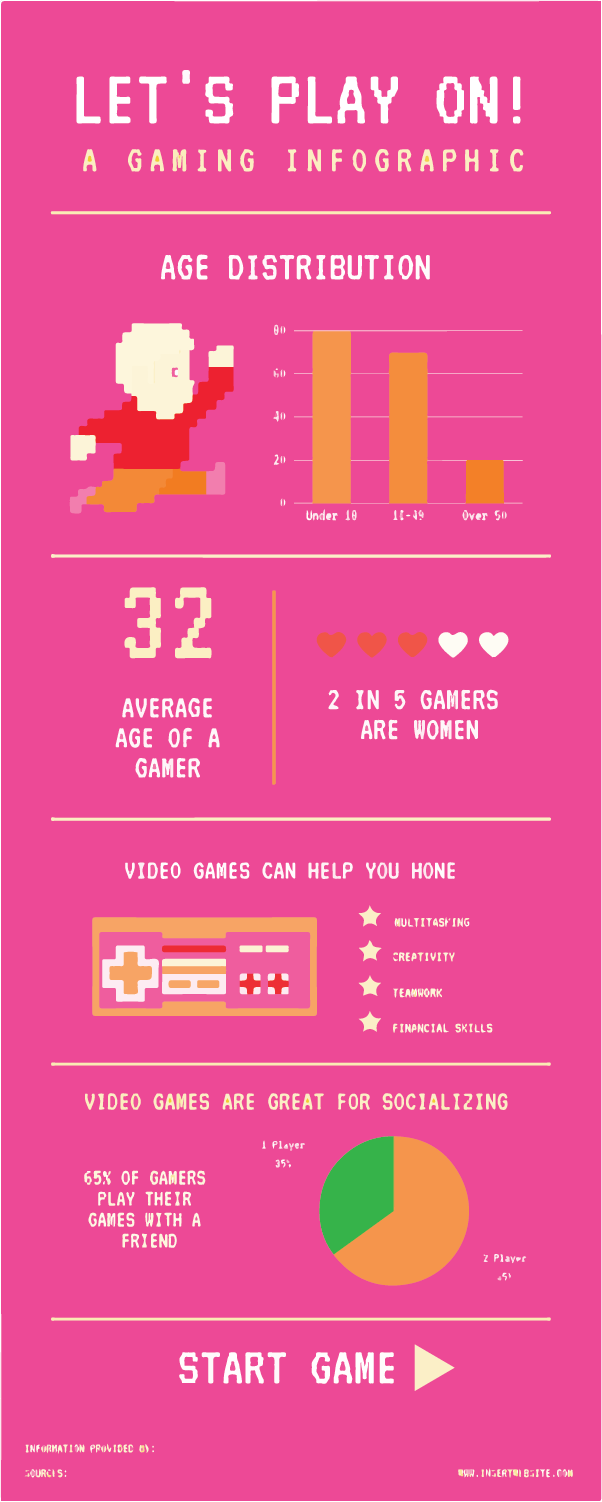 LET'S PLAY ON!
A GAMING INFOGRAPHIC
AGE DISTRIBUTION
80
60
40
20
0
Under 18
18-49
Over 50
32
AVERAGE
AGE OF A
GAMER
2 IN 5 GAMERS
ARE WOMEN
VIDEO GAMES CAN HELP YOU HONE
MULTITASKING
CREATIVITY
TEAMWORK
FINANCIAL SKILLS
VIDEO GAMES ARE GREAT FOR SOCIALIZING
65% OF GAMERS
PLAY THEIR
GAMES WITH A
FRIEND
1 Player
35%
2 Player
START GAME
INFORMATION PROVIDED BY:
SOURCES:
WWW.INSERTWEBSITE.COM